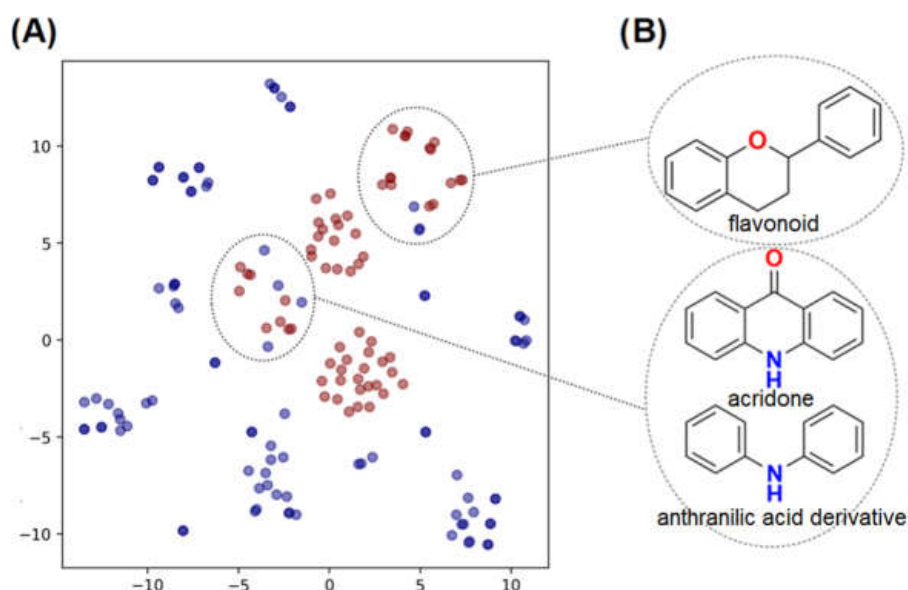 (A)
(B)
10
5
0
−5
−10
−10
−5
0
5
10
O
flavonoid
O
N
H
acridone
N
H
anthranilic acid derivative